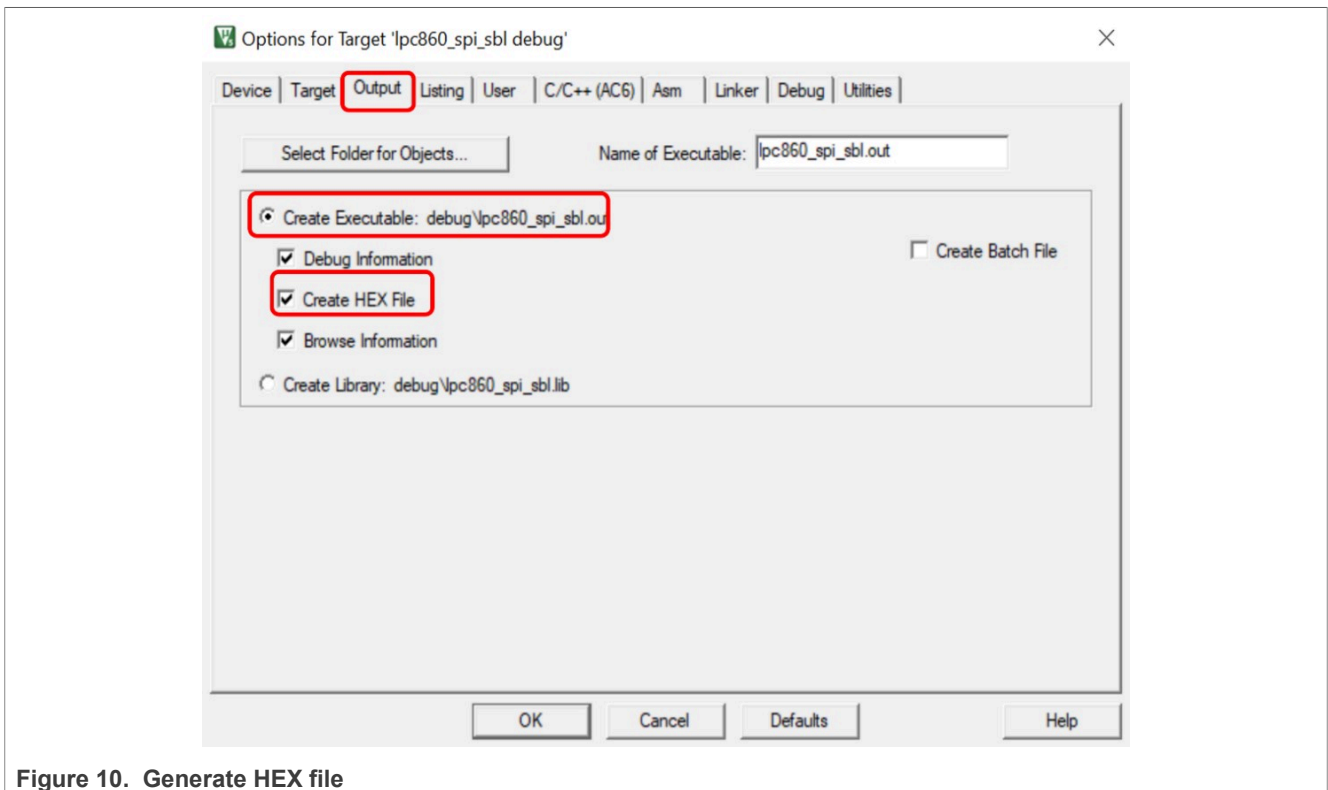 Options for Target 'lpc860_spi_sbl debug'
Device Target Output Listing User C/C++ (AC6) Asm Linker Debug Utilities
Select Folder for Objects... Name of Executable: lpc860_spi_sbl.out
Create Executable: debug\lpc860_spi_sbl.out
Debug Information Create Batch File
Create HEX File
Browse Information
Create Library: debug\lpc860_spi_sbl.lib
OK Cancel Defaults Help
Figure 10. Generate HEX file